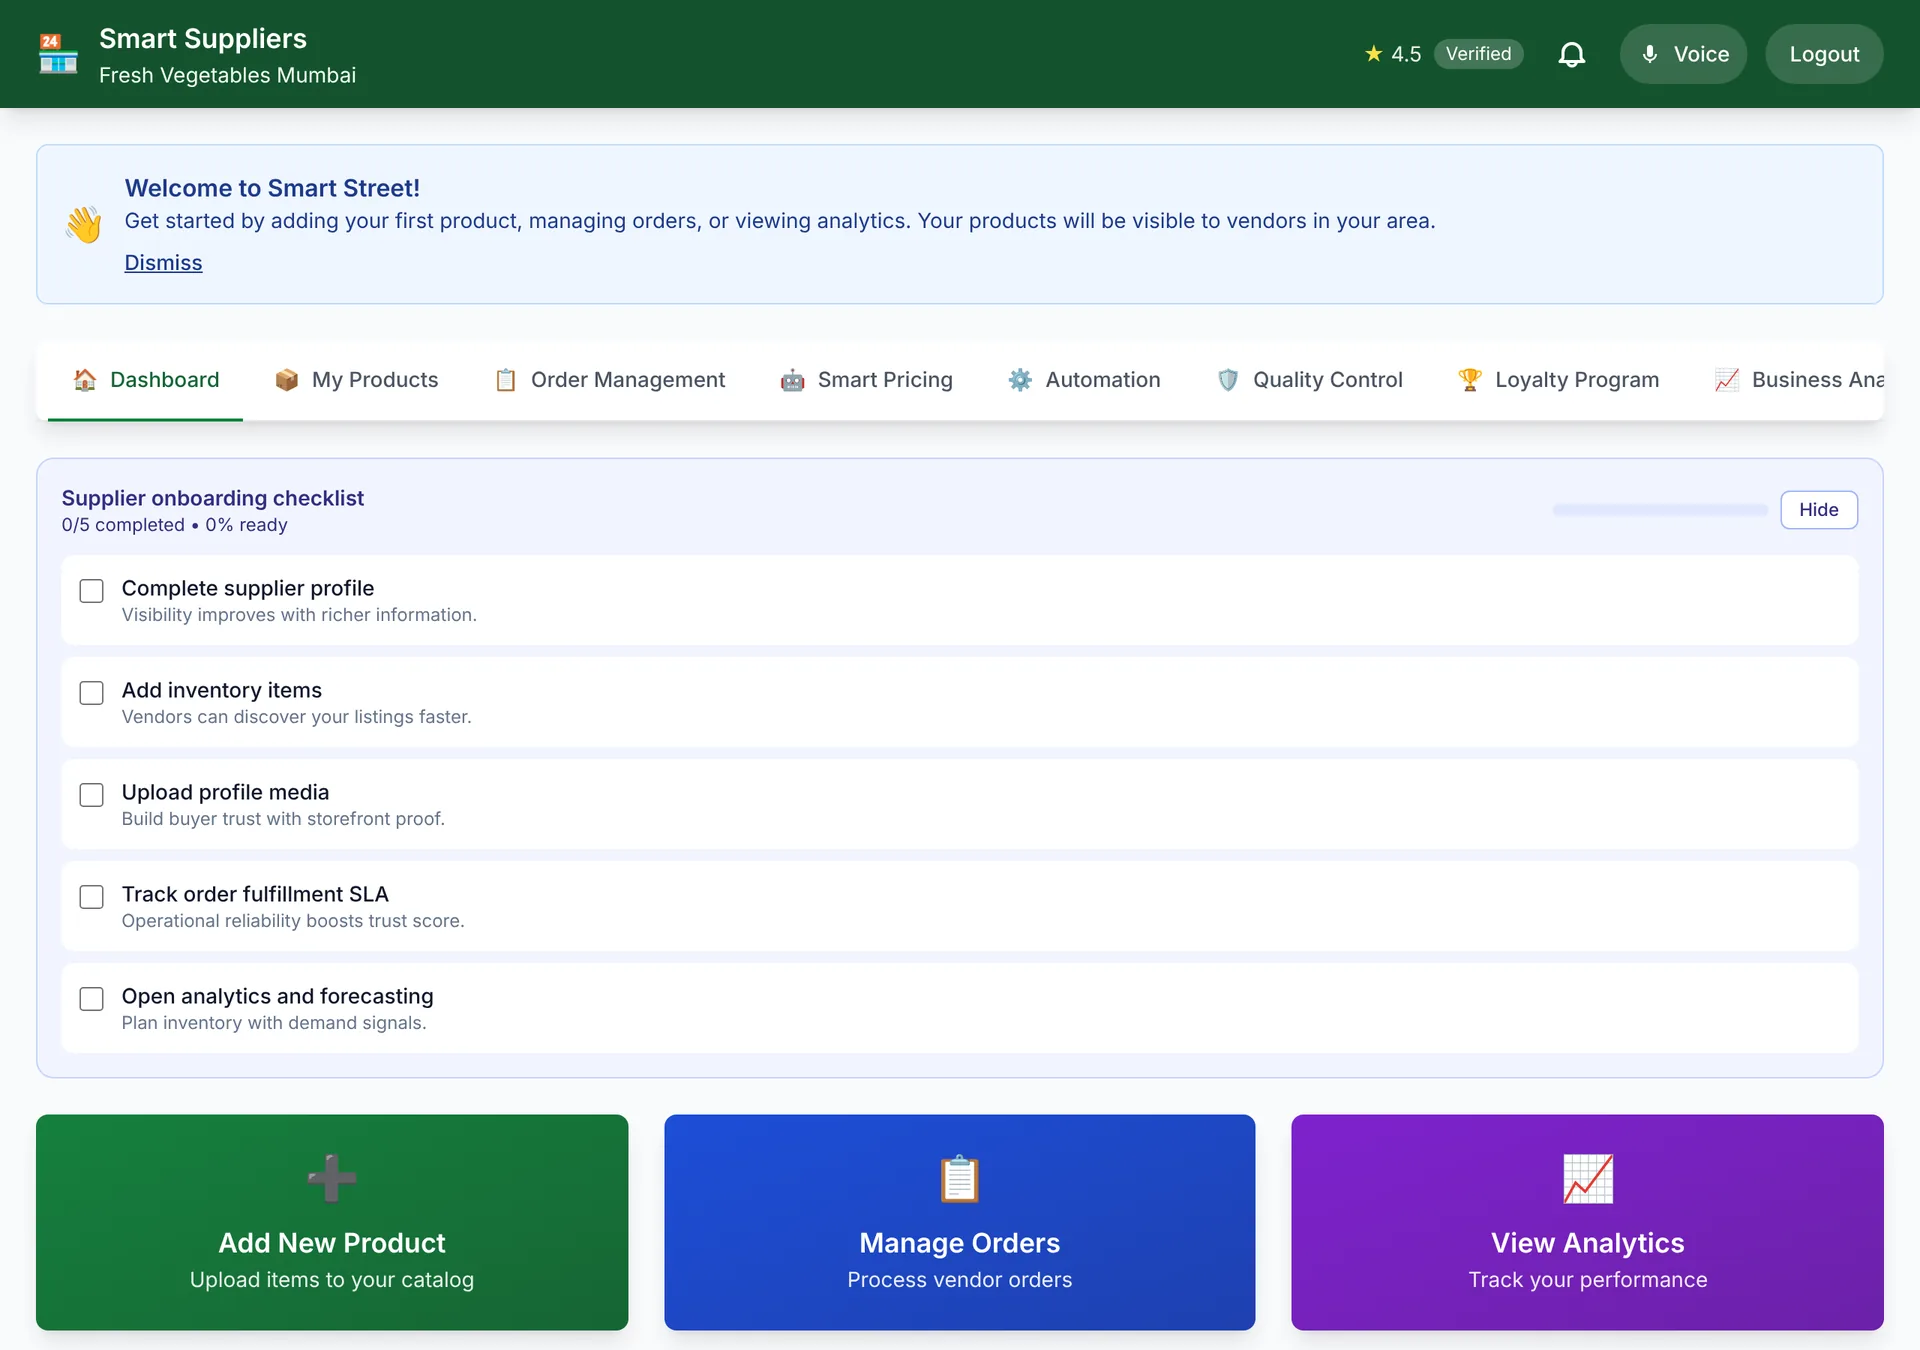 Smart Suppliers
Fresh Vegetables Mumbai
★ 4.5
Verified
Voice
Logout
Welcome to Smart Street!
Get started by adding your first product, managing orders, or viewing analytics. Your products will be visible to vendors in your area.
Dismiss
Dashboard
My Products
Order Management
Smart Pricing
Automation
Quality Control
Loyalty Program
Business Ana
Supplier onboarding checklist
0/5 completed • 0% ready
Hide
Complete supplier profile
Visibility improves with richer information.
Add inventory items
Vendors can discover your listings faster.
Upload profile media
Build buyer trust with storefront proof.
Track order fulfillment SLA
Operational reliability boosts trust score.
Open analytics and forecasting
Plan inventory with demand signals.
Add New Product
Upload items to your catalog
Manage Orders
Process vendor orders
View Analytics
Track your performance